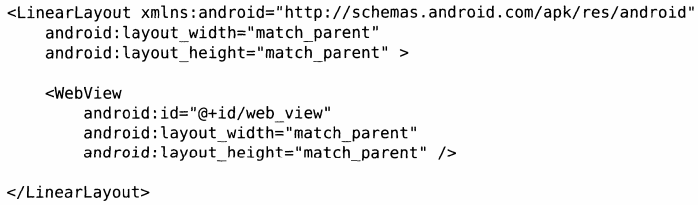 <LinearLayout xmlns:android="http://schemas.android.com/apk/res/android"
    android:layout_width="match_parent"
    android:layout_height="match_parent" >

    <WebView
        android:id="@+id/web_view"
        android:layout_width="match_parent"
        android:layout_height="match_parent" />

</LinearLayout>